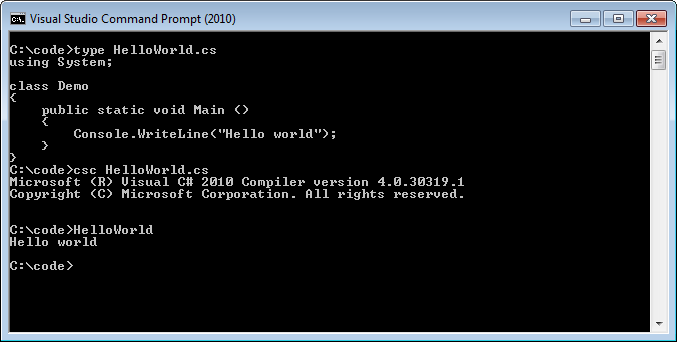 Visual Studio Command Prompt (2010)
C:\code>type HelloWorld.cs
using System;
class Demo
{
    public static void Main ()
    {
        Console.WriteLine("Hello world");
    }
}
C:\code>csc HelloWorld.cs
Microsoft (R) Visual C# 2010 Compiler version 4.0.30319.1
Copyright (C) Microsoft Corporation. All rights reserved.
C:\code>HelloWorld
Hello world
C:\code>